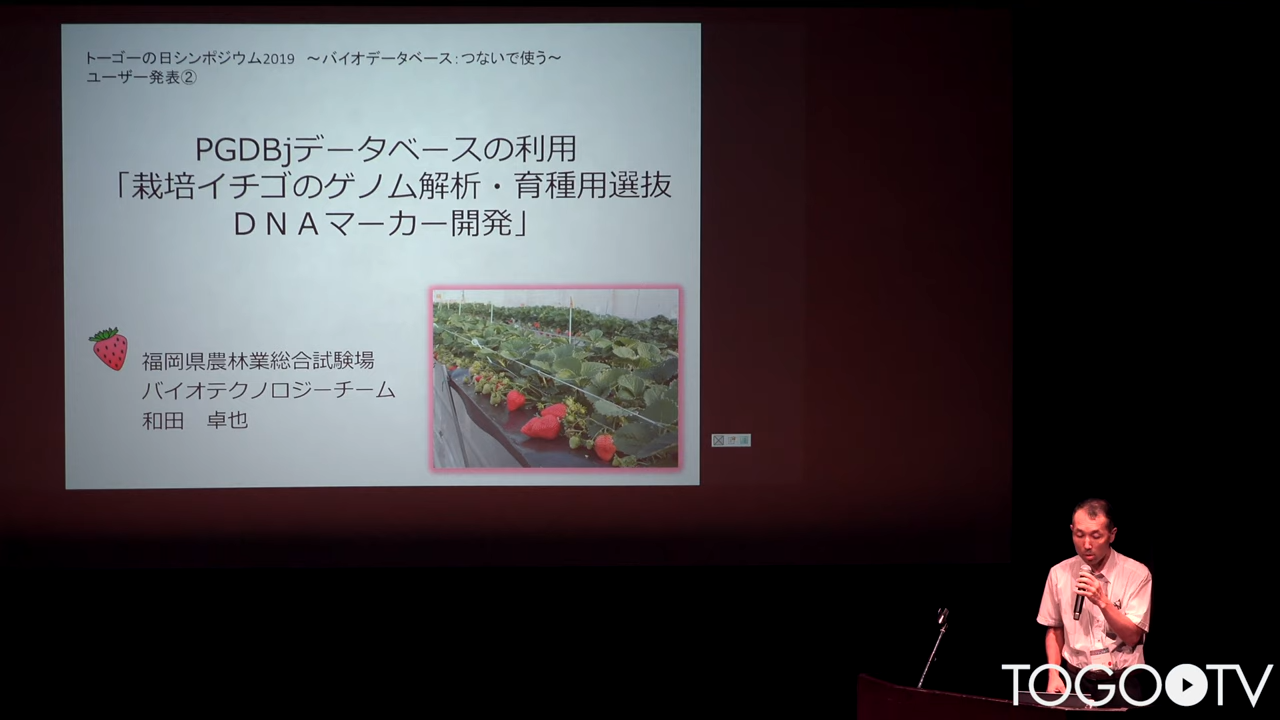 トーゴーの日シンポジウム2019　～バイオデータベース：つないで使う～
ユーザー発表②
PGDBjデータベースの利用
「栽培イチゴのゲノム解析・育種用選抜
ＤＮＡマーカー開発」
福岡県農林業総合試験場
バイオテクノロジーチーム
和田　卓也
TOGO TV